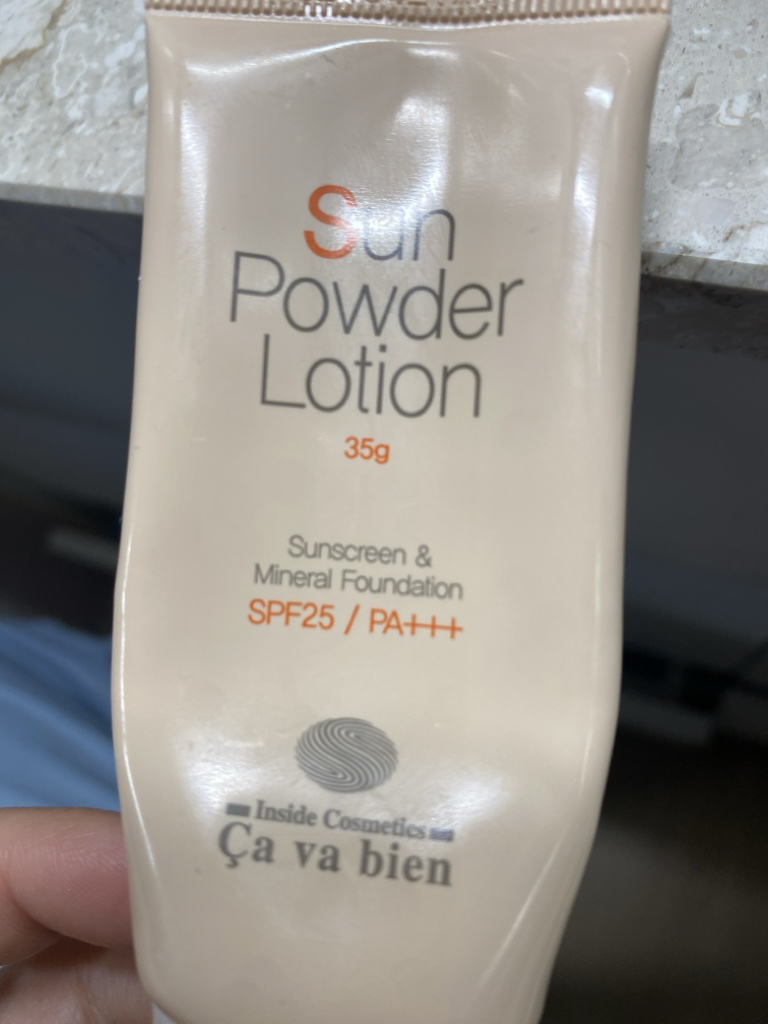 Sun
Powder
Lotion
35g
Sunscreen &
Mineral Foundation
SPF25 / PA+++
Inside Cosmetics
Ça va bien